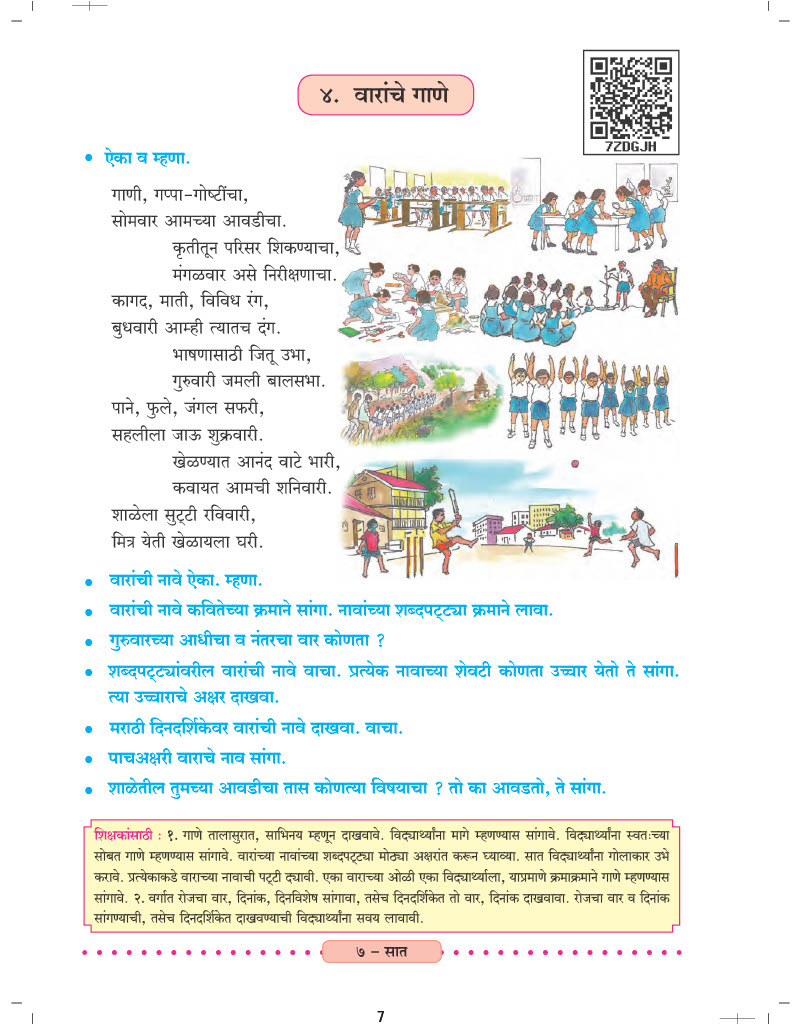 ४. वारांचे गाणे
7ZDGJH
• ऐका व म्हणा.
गाणी, गप्पा-गोष्टींचा,
सोमवार आमच्या आवडीचा.
कृतीतून परिसर शिकण्याचा,
मंगळवार असे निरीक्षणाचा.
कागद, माती, विविध रंग,
बुधवारी आम्ही त्यातच दंग.
भाषणासाठी जितू उभा,
गुरुवारी जमली बालसभा.
पाने, फुले, जंगल सफरी,
सहलीला जाऊ शुक्रवारी.
खेळण्यात आनंद वाटे भारी,
कवायत आमची शनिवारी.
शाळेला सुट्टी रविवारी,
मित्र येती खेळायला घरी.
• वारांची नावे ऐका. म्हणा.
• वारांची नावे कवितेच्या क्रमाने सांगा. नावांच्या शब्दपट्ट्या क्रमाने लावा.
• गुरुवारच्या आधीचा व नंतरचा वार कोणता ?
• शब्दपट्ट्यांवरील वारांची नावे वाचा. प्रत्येक नावाच्या शेवटी कोणता उच्चार येतो ते सांगा.
त्या उच्चाराचे अक्षर दाखवा.
• मराठी दिनदर्शिकेवर वारांची नावे दाखवा. वाचा.
• पाचअक्षरी वाराचे नाव सांगा.
• शाळेतील तुमच्या आवडीचा तास कोणत्या विषयाचा ? तो का आवडतो, ते सांगा.
शिक्षकांसाठी : १. गाणे तालासुरात, साभिनय म्हणून दाखवावे. विद्यार्थ्यांना मागे म्हणण्यास सांगावे. विद्यार्थ्यांना स्वतःच्या
सोबत गाणे म्हणण्यास सांगावे. वारांच्या नावांच्या शब्दपट्ट्या मोठ्या अक्षरांत करून घ्याव्या. सात विद्यार्थ्यांना गोलाकार उभे
करावे. प्रत्येकाकडे वाराच्या नावाची पट्टी द्यावी. एका वाराच्या ओळी एका विद्यार्थ्याला, याप्रमाणे क्रमाक्रमाने गाणे म्हणण्यास
सांगावे. २. वर्गात रोजचा वार, दिनांक, दिनविशेष सांगावा, तसेच दिनदर्शिकेत तो वार, दिनांक दाखवावा. रोजचा वार व दिनांक
सांगण्याची, तसेच दिनदर्शिकेत दाखवण्याची विद्यार्थ्यांना सवय लावावी.
७ – सात
7